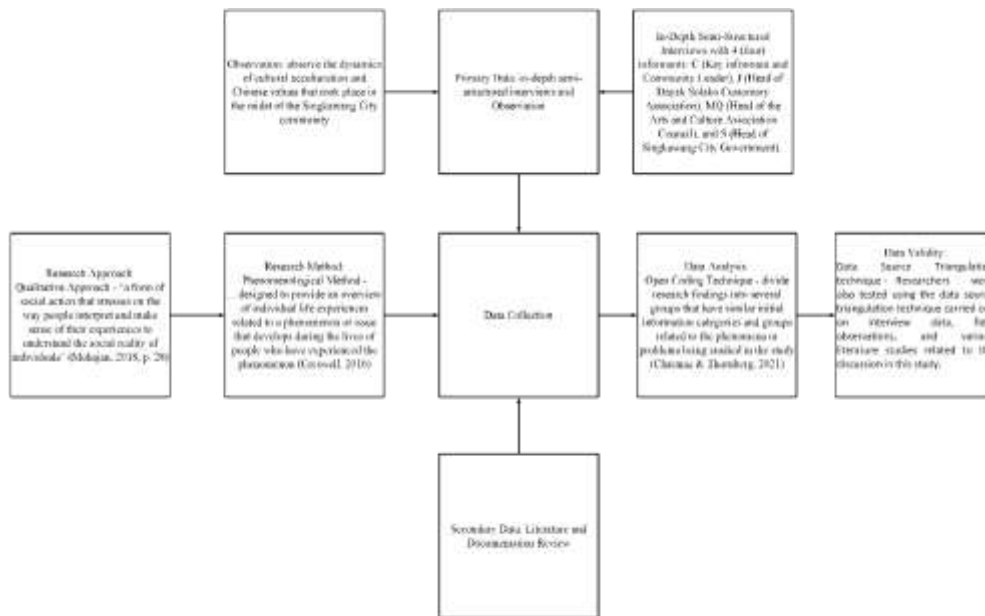 Observation: observe the dynamics
of cultural acculturation and
Chinese values that took place in
the midst of the Singkawang City
community
Primary Data: in-depth semi-
structured interviews and
Observation
In-Depth Semi-Structural
Interviews with 4 (four)
informants: C (Key informant and
Community Leader), J (Head of
Dayak Salako Customary
Association), MQ (Head of the
Arts and Culture Association
Council), and S (Head of
Singkawang City Government).
Research Approach
Qualitative Approach - "a form of
social action that stresses on the
way people interpret and make
sense of their experiences to
understand the social reality of
individuals" (Mohajan, 2018, p. 26)
Research Method:
Phenomenological Method -
designed to provide an overview
of individual life experiences
related to a phenomenon or issue
that develops during the lives of
people who have experienced the
phenomenon (Creswell, 2016)
Data Collection
Data Analysis
Open Coding Technique - divide
research findings into several
groups that have similar initial
information categories and groups
related to the phenomena or
problems being studied in the study
(Charmaz & Thornberg, 2021)
Data Validity:
Data Source
technique - Researchers
also tested using the data
triangulation technique carried
on interview data,
observations, and
literature studies related to
discussion in this study.
Secondary Data: Literature and
Documentation Review